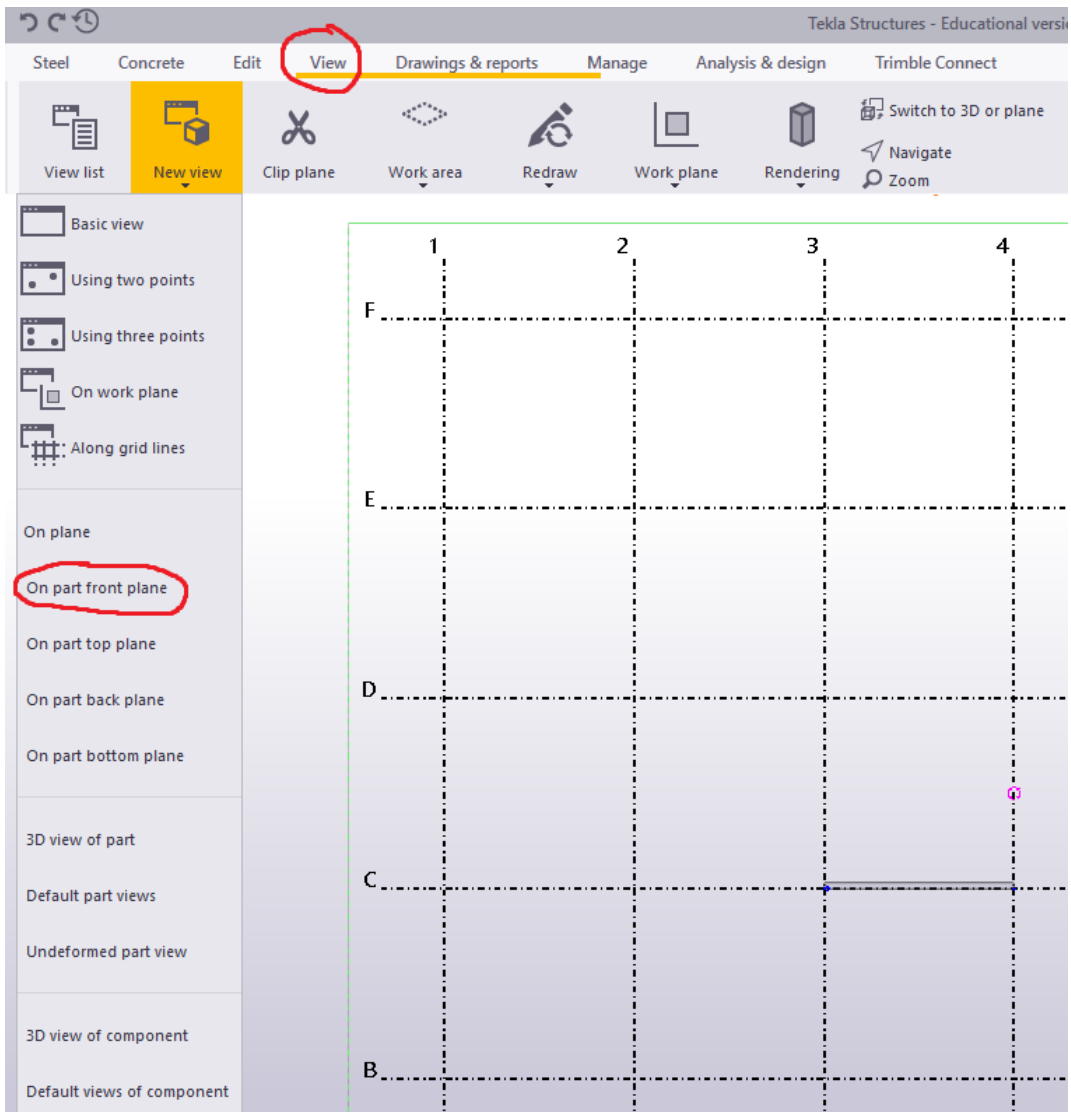 Tekla Structures - Educational versi
Steel Concrete Edit View Drawings & reports Manage Analysis & design Trimble Connect
View list New view Clip plane Work area Redraw Work plane Rendering Switch to 3D or plane
Navigate
Zoom
Basic view
Using two points
Using three points
On work plane
Along grid lines
On plane
On part front plane
On part top plane
On part back plane
On part bottom plane
3D view of part
Default part views
Undeformed part view
3D view of component
Default views of component
1 2 3 4
F
E
D
C
B